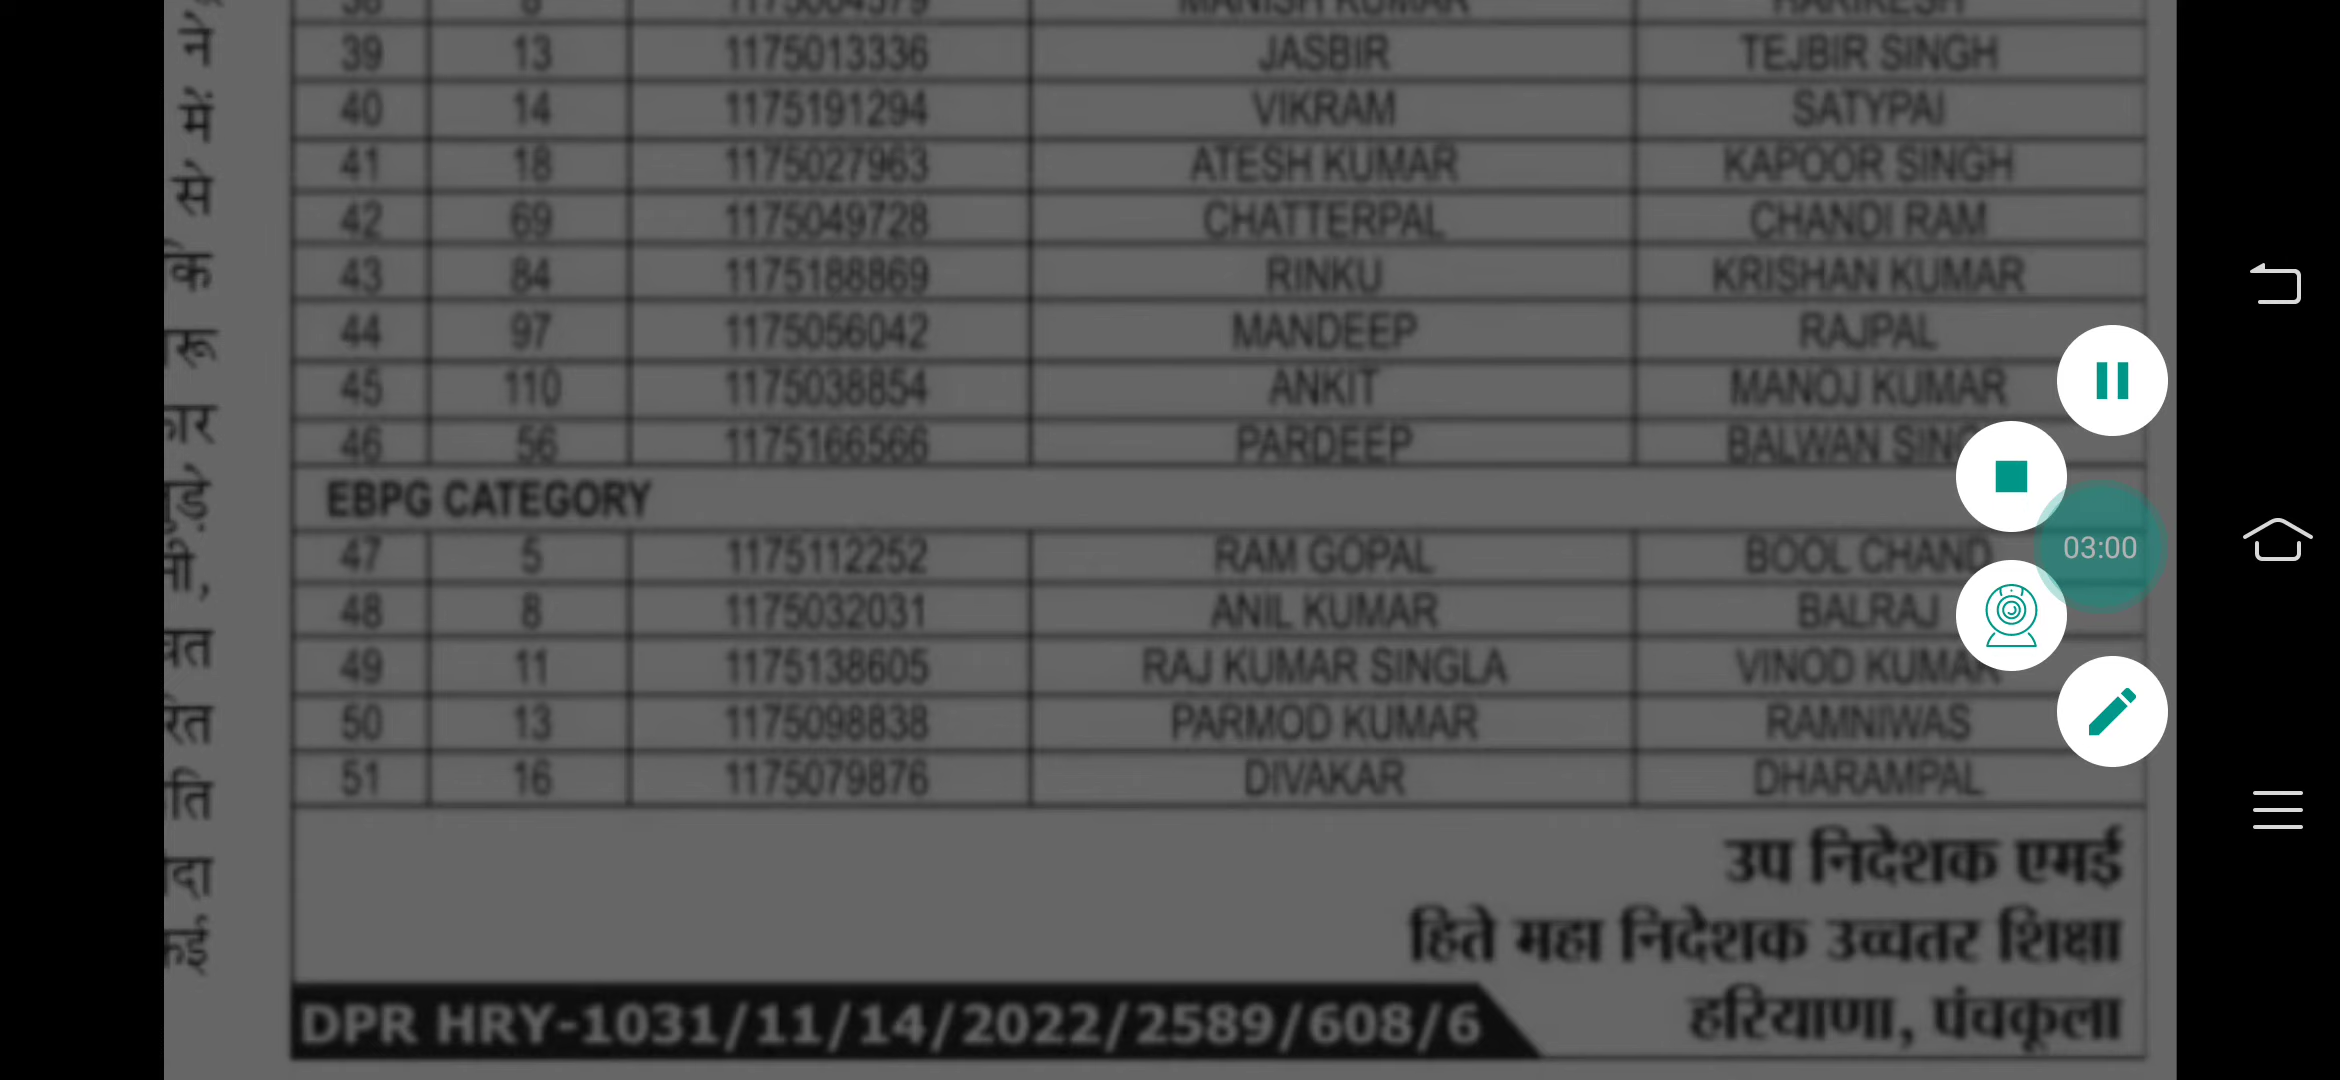 39 13 1175013336 JASBIR TEJBIR SINGH
40 14 1175191294 VIKRAM SATYPAI
41 18 1175027963 ATESH KUMAR KAPOOR SINGH
42 69 1175049728 CHATTERPAL CHANDI RAM
43 84 1175188869 RINKU KRISHAN KUMAR
44 97 1175056042 MANDEEP RAJPAL
45 110 1175038854 ANKIT MANOJ KUMAR
46 56 1175166566 PARDEEP BALWAN
EBPG CATEGORY
47 5 1175112252 RAM GOPAL BOOL CHAND
03:00
48 8 1175032031 ANIL KUMAR BALRAJ
49 11 1175138605 RAJ KUMAR SINGLA VINOD KUMAR
50 13 1175098838 PARMOD KUMAR RAMNIWAS
51 16 1175079876 DIVAKAR DHARAMPAL
उप निदेशक एमई
हिते महा निदेशक उच्चतर शिक्षा
हरियाणा, पंचकूला
DPR HRY-1031/11/14/2022/2589/608/6
ने
में
से